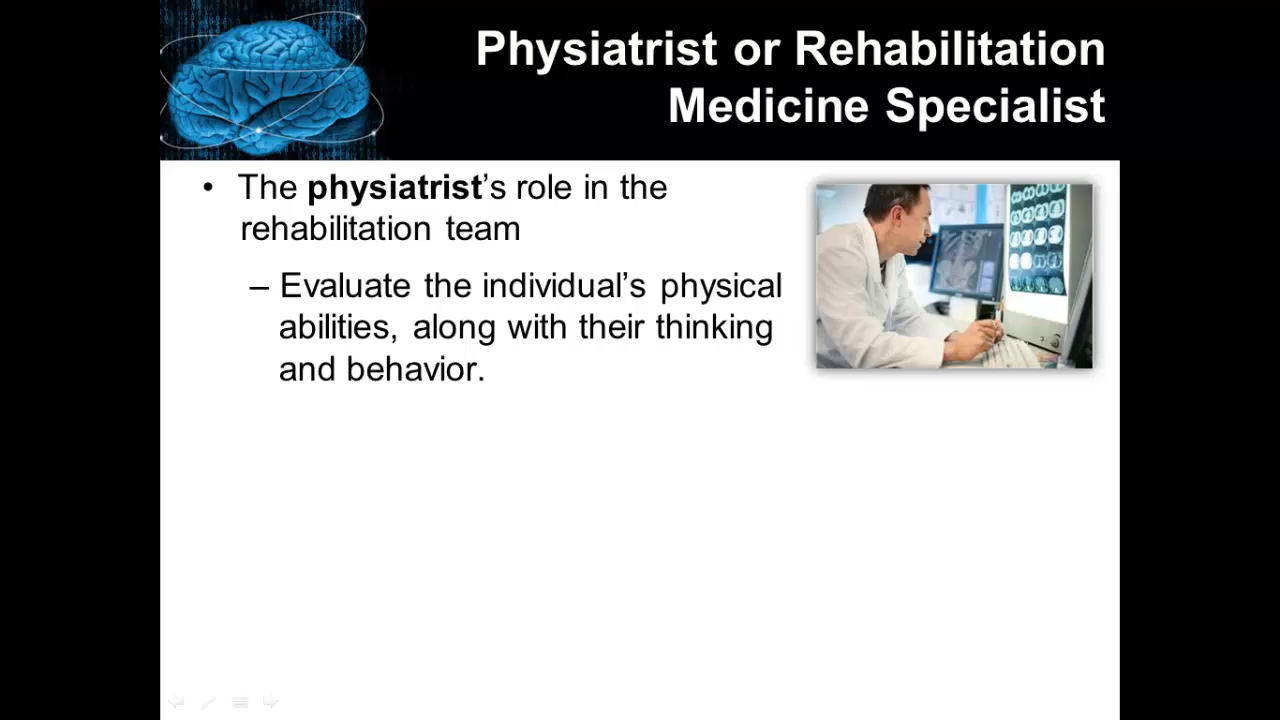 Physiatrist or Rehabilitation
Medicine Specialist
• The physiatrist’s role in the
rehabilitation team
– Evaluate the individual’s physical
abilities, along with their thinking
and behavior.